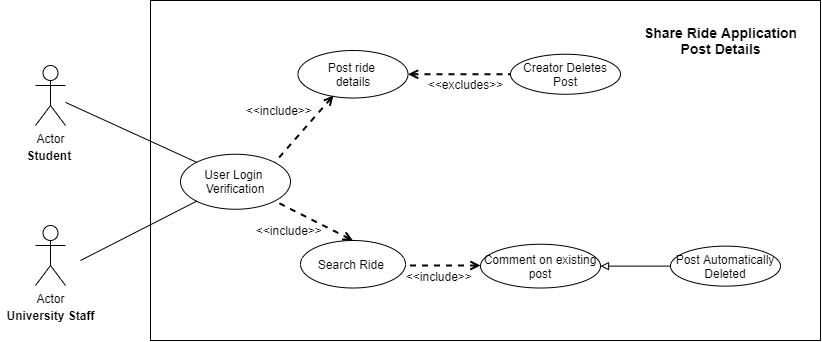 Share Ride Application
Post Details
Post ride
details
Creator Deletes
Post
<<excludes>>
<<include>>
Actor
Student
User Login
Verification
<<include>>
Search Ride
<<include>>
Comment on existing
post
Post Automatically
Deleted
Actor
University Staff